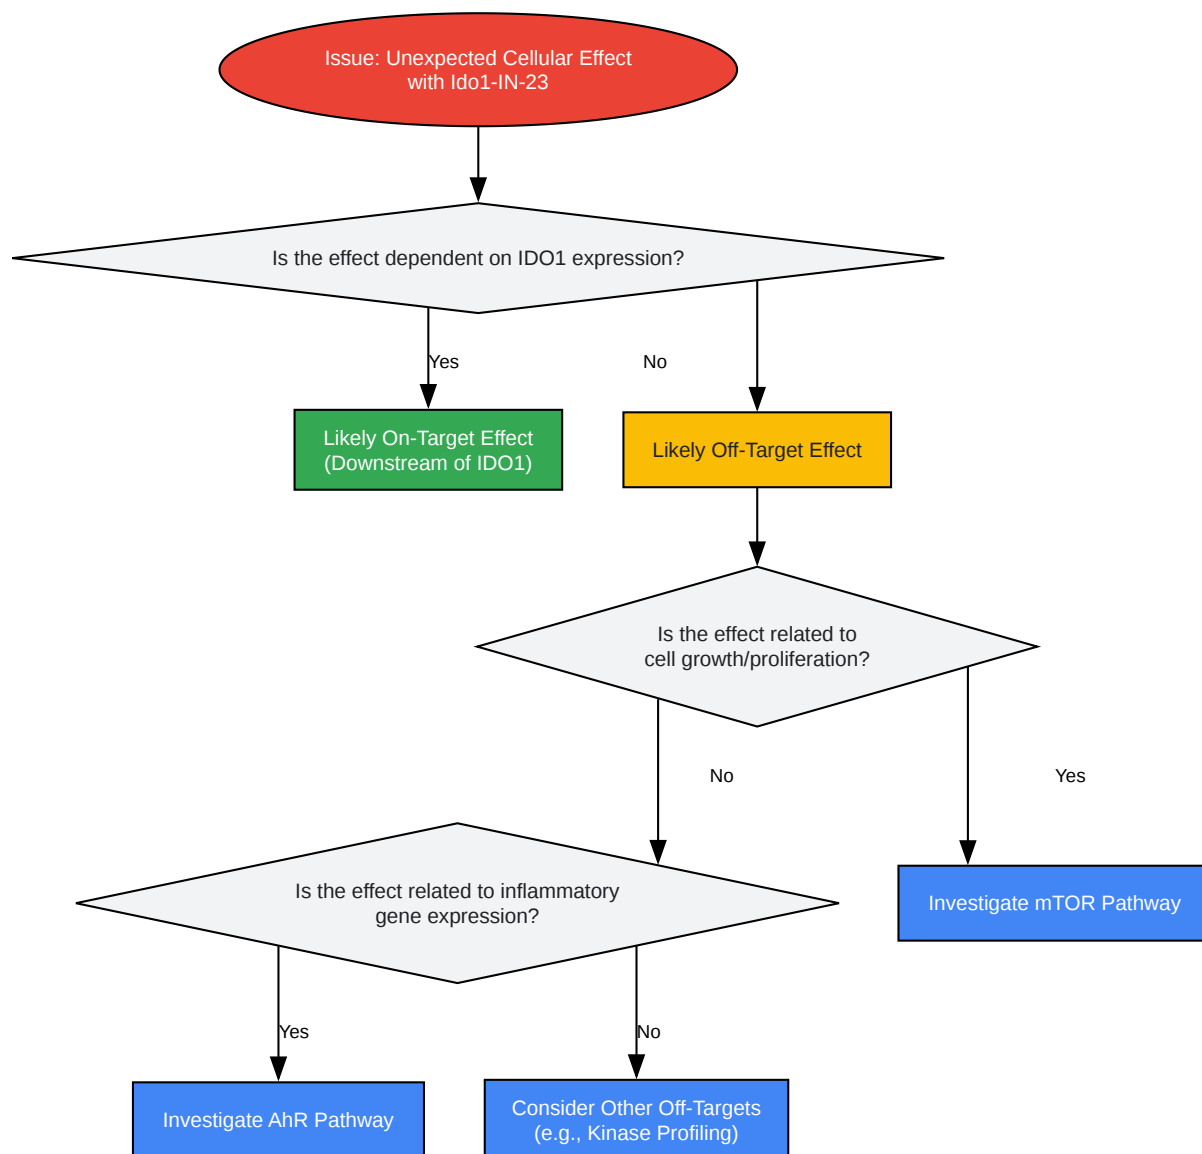 Issue: Unexpected Cellular Effect
with Ido1-IN-23
Is the effect dependent on IDO1 expression?
Yes
No
Likely On-Target Effect
(Downstream of IDO1)
Likely Off-Target Effect
Is the effect related to
cell growth/proliferation?
No
Yes
Is the effect related to inflammatory
gene expression?
Investigate mTOR Pathway
Yes
No
Investigate AhR Pathway
Consider Other Off-Targets
(e.g., Kinase Profiling)